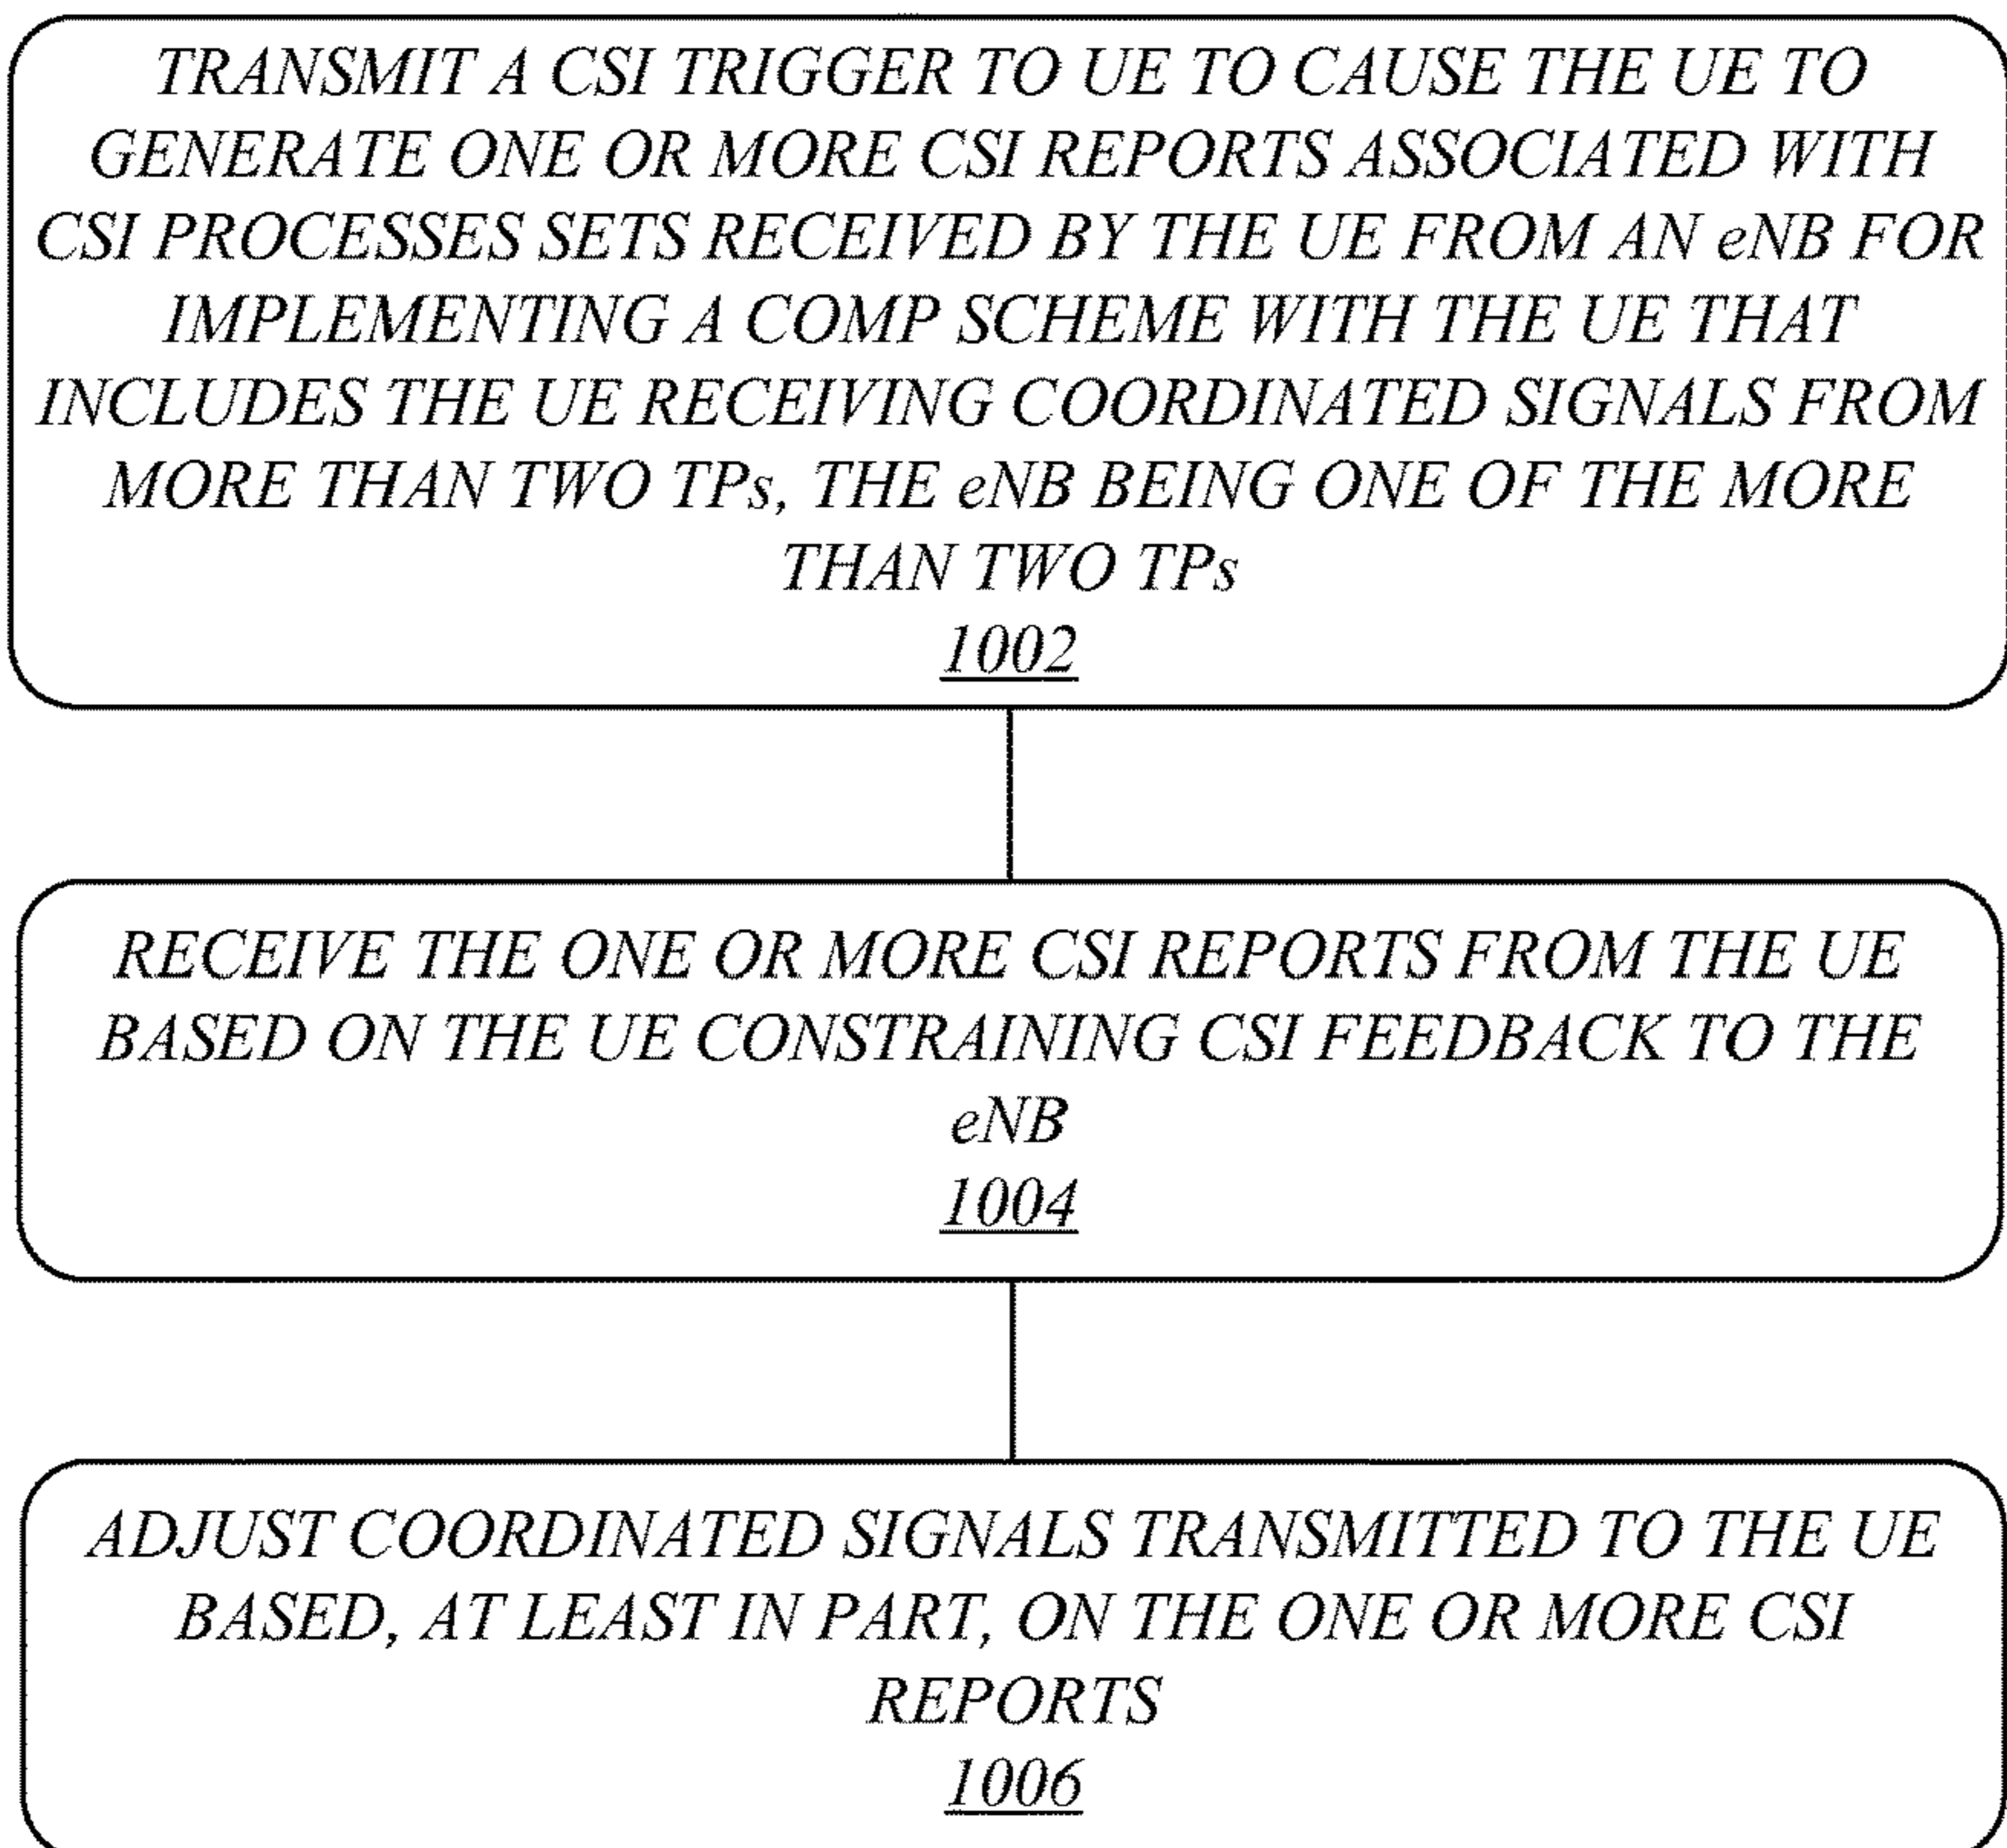 TRANSMIT A CSI TRIGGER TO UE TO CAUSE THE UE TO
GENERATE ONE OR MORE CSI REPORTS ASSOCIATED WITH
CSI PROCESSES SETS RECEIVED BY THE UE FROM AN eNB FOR
IMPLEMENTING A COMP SCHEME WITH THE UE THAT
INCLUDES THE UE RECEIVING COORDINATED SIGNALS FROM
MORE THAN TWO TPs, THE eNB BEING ONE OF THE MORE
THAN TWO TPs
1002
RECEIVE THE ONE OR MORE CSI REPORTS FROM THE UE
BASED ON THE UE CONSTRAINING CSI FEEDBACK TO THE
eNB
1004
ADJUST COORDINATED SIGNALS TRANSMITTED TO THE UE
BASED, AT LEAST IN PART, ON THE ONE OR MORE CSI
REPORTS
1006